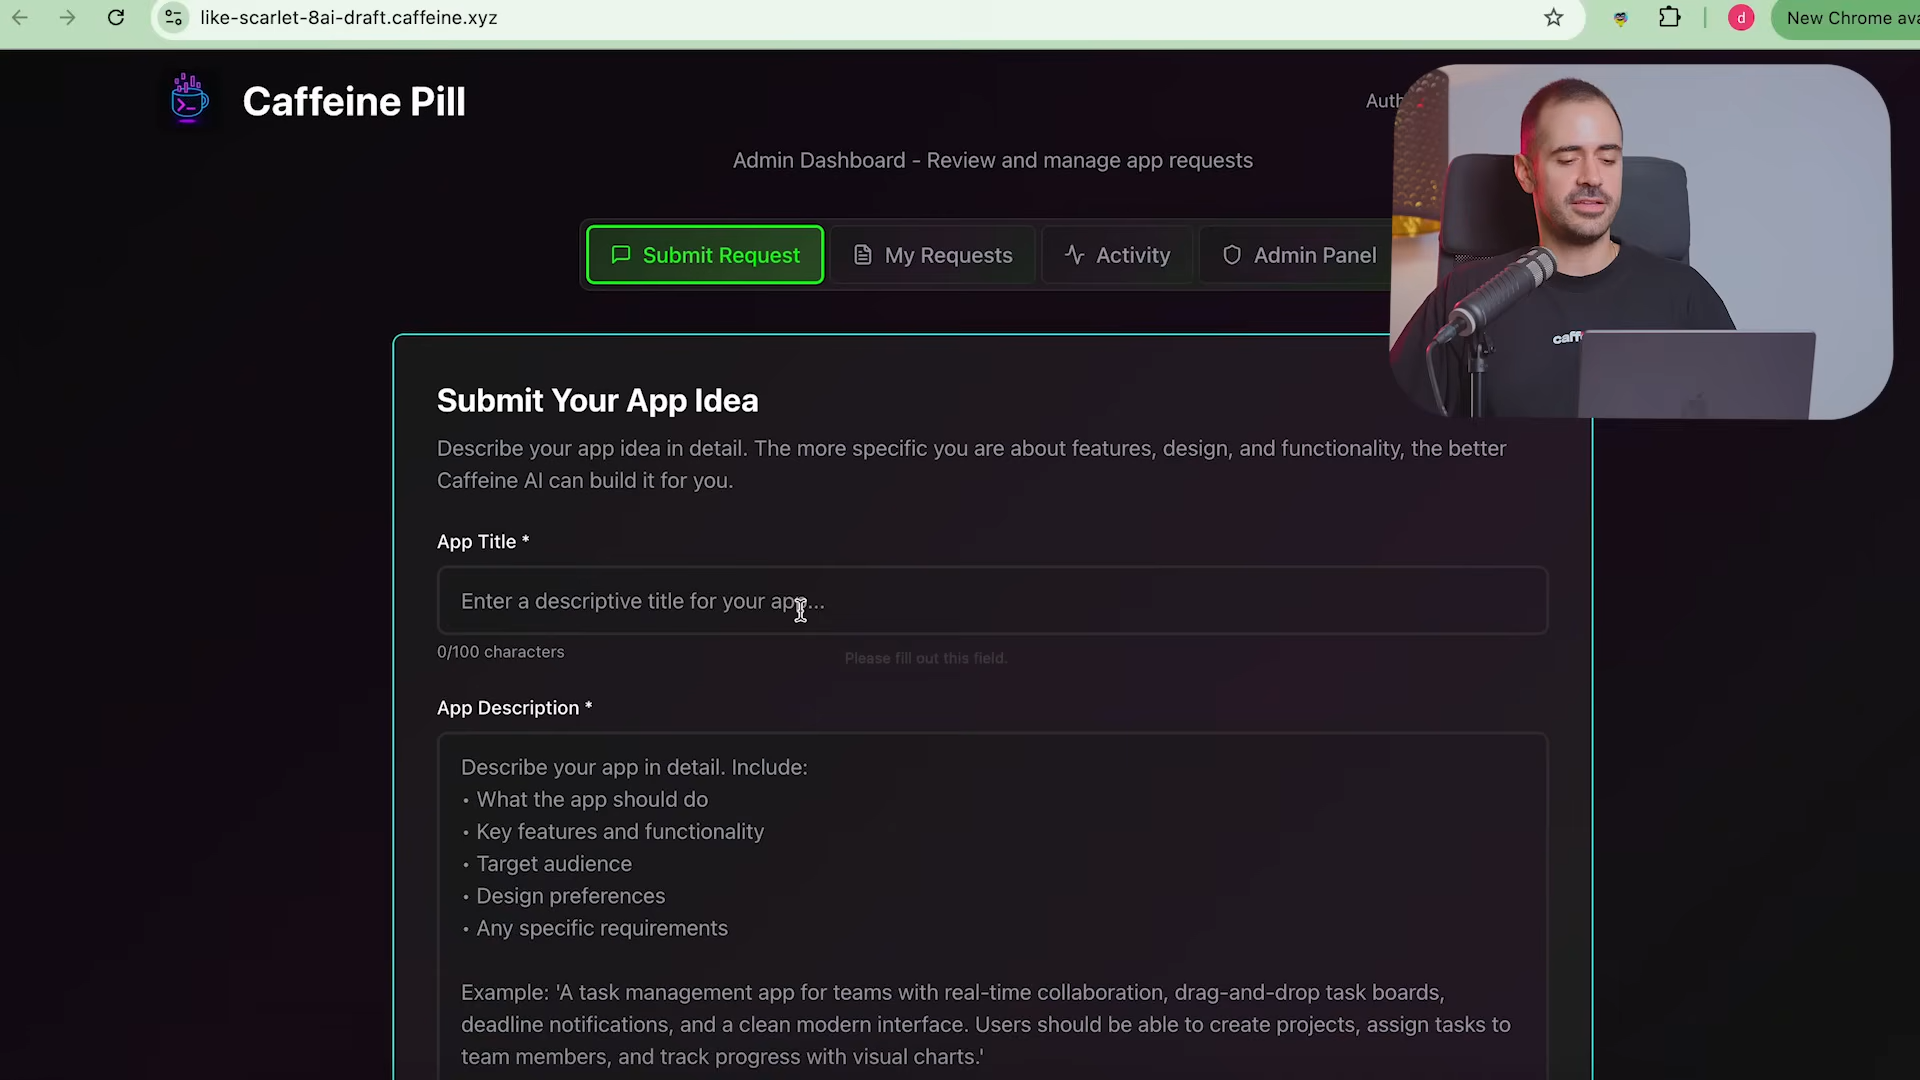 like-scarlet-8ai-draft.caffeine.xyz
d
New Chrome ava
Caffeine Pill
Auth
Admin Dashboard - Review and manage app requests
Submit Request
My Requests
Activity
Admin Panel
caff
Submit Your App Idea
Describe your app idea in detail. The more specific you are about features, design, and functionality, the better
Caffeine AI can build it for you.
App Title *
Enter a descriptive title for your app...
0/100 characters
Please fill out this field.
App Description *
Describe your app in detail. Include:
• What the app should do
• Key features and functionality
• Target audience
• Design preferences
• Any specific requirements
Example: 'A task management app for teams with real-time collaboration, drag-and-drop task boards,
deadline notifications, and a clean modern interface. Users should be able to create projects, assign tasks to
team members, and track progress with visual charts.'